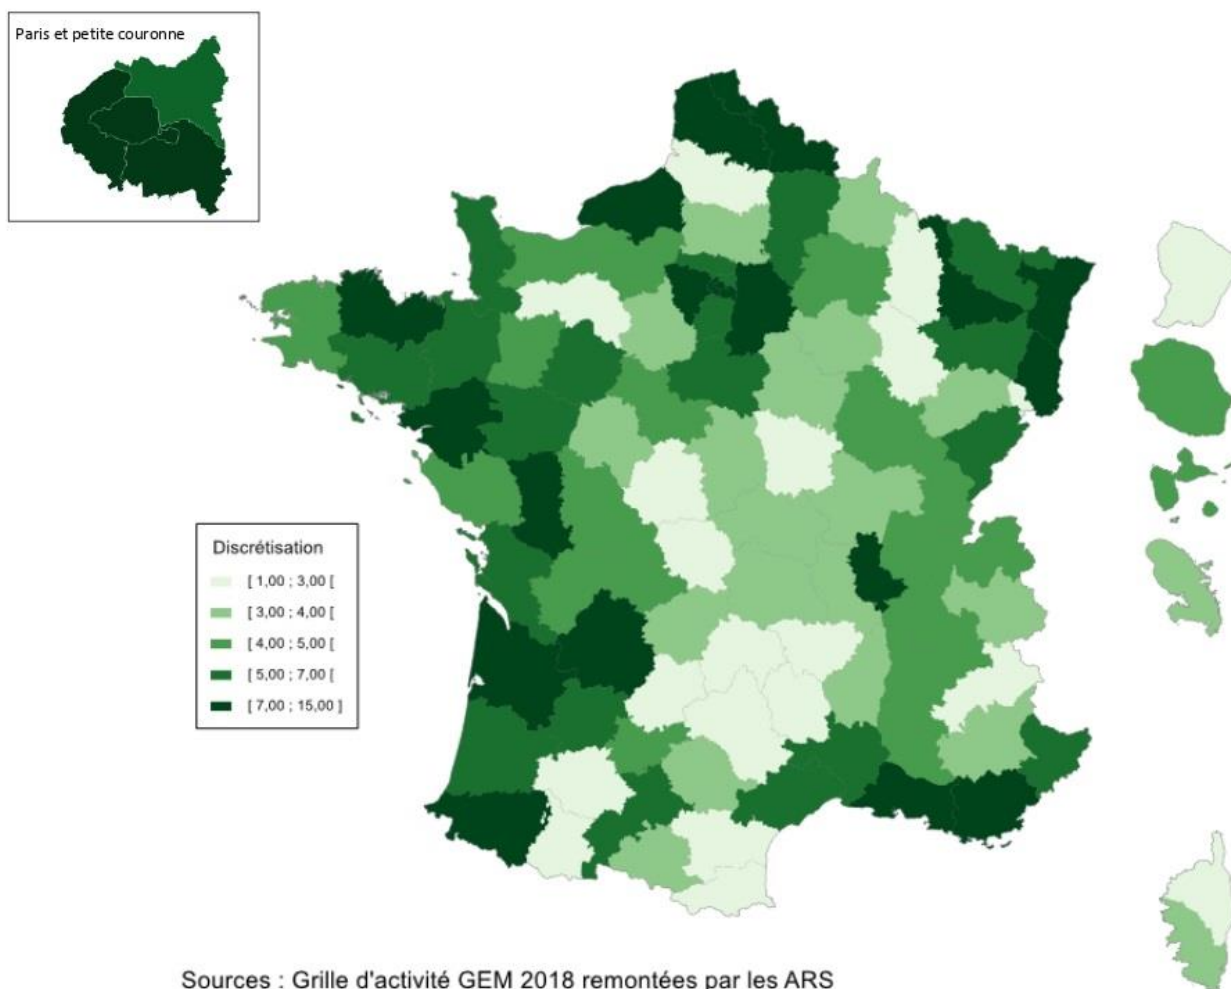 Paris et petite couronne
Discrétisation
[ 1,00 ; 3,00 [
[ 3,00 ; 4,00 [
[ 4,00 ; 5,00 [
[ 5,00 ; 7,00 [
[ 7,00 ; 15,00 ]
Sources : Grille d'activité GEM 2018 remontées par les ARS